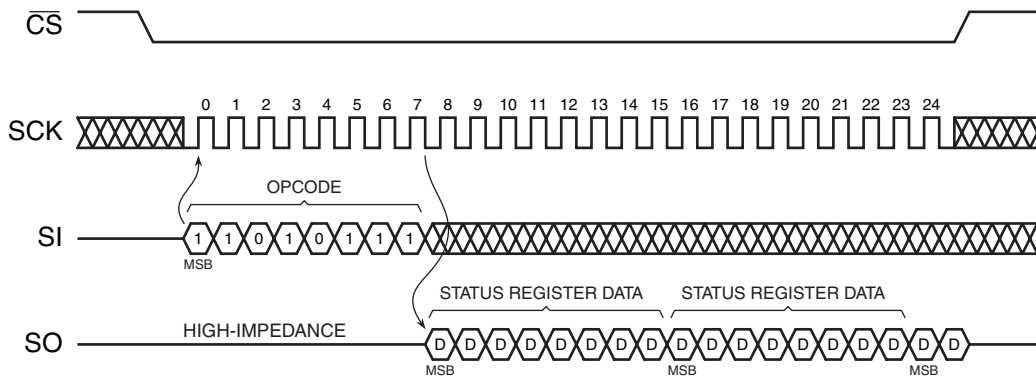 CS
0 1 2 3 4 5 6 7 8 9 10 11 12 13 14 15 16 17 18 19 20 21 22 23 24
SCK
OPCODE
SI 1 1 0 1 0 1 1 1
MSB
STATUS REGISTER DATA STATUS REGISTER DATA
HIGH-IMPEDANCE
SO D D D D D D D D D D D D D D D D D D
MSB MSB MSB